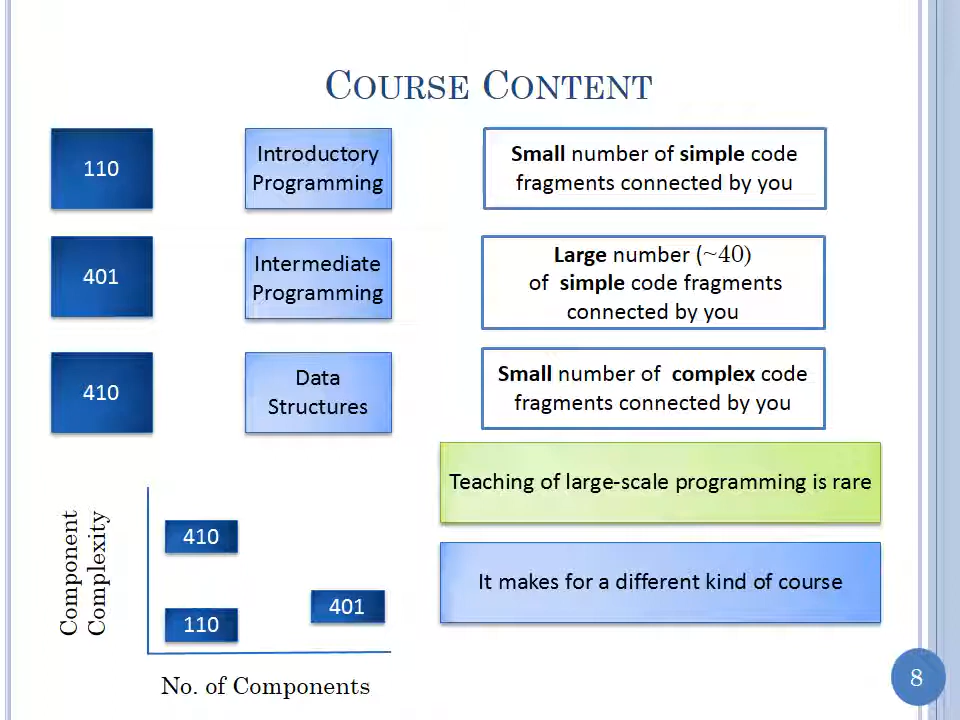 COURSE CONTENT
110
Introductory
Programming
Small number of simple code
fragments connected by you
401
Intermediate
Programming
Large number (~40)
of simple code fragments
connected by you
410
Data
Structures
Small number of complex code
fragments connected by you
Teaching of large-scale programming is rare
It makes for a different kind of course
Component
Complexity
410
401
110
No. of Components
8